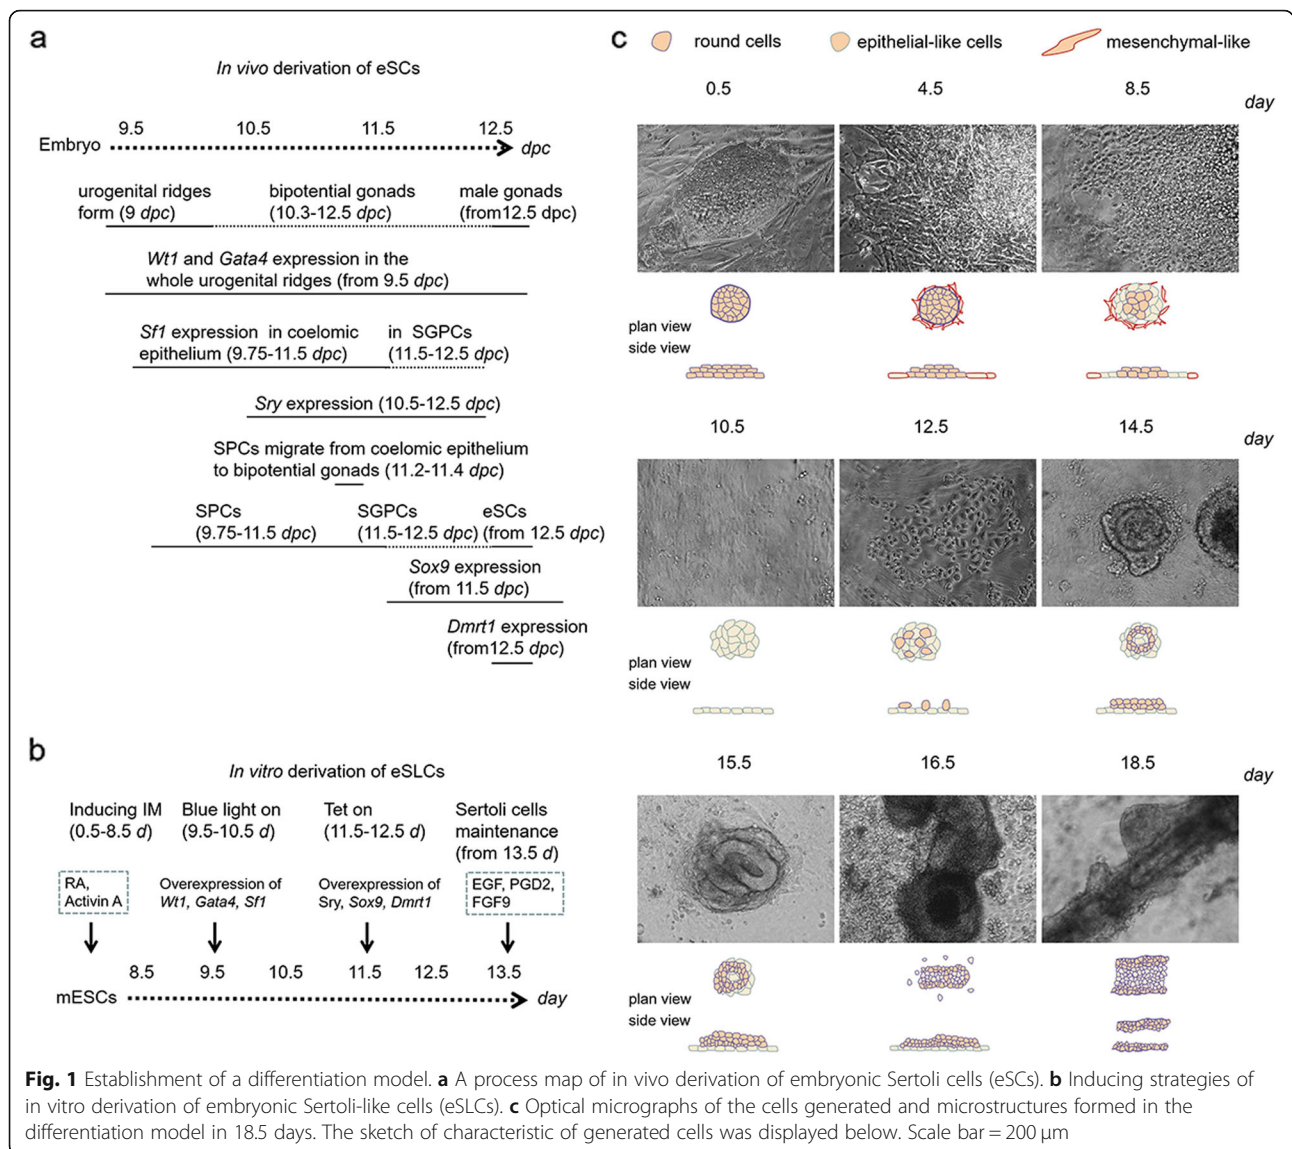 a
In vivo derivation of eSCs
9.5 10.5 11.5 12.5
Embryo dpc
urogenital ridges form (9 dpc)
bipotential gonads (10.3-12.5 dpc)
male gonads (from12.5 dpc)
Wt1 and Gata4 expression in the
whole urogenital ridges (from 9.5 dpc)
Sf1 expression in coelomic
epithelium (9.75-11.5 dpc)
in SGPCs
(11.5-12.5 dpc)
Sry expression (10.5-12.5 dpc)
SPCs migrate from coelomic epithelium
to bipotential gonads (11.2-11.4 dpc)
SPCs
(9.75-11.5 dpc)
SGPCs
(11.5-12.5 dpc)
eSCs
(from 12.5 dpc)
Sox9 expression
(from 11.5 dpc)
Dmrt1 expression
(from12.5 dpc)
b
In vitro derivation of eSLCs
Inducing IM
(0.5-8.5 d)
Blue light on
(9.5-10.5 d)
Tet on
(11.5-12.5 d)
Sertoli cells
maintenance
(from 13.5 d)
RA,
Activin A
Overexpression of
Wt1, Gata4, Sf1
Overexpression of
Sry, Sox9, Dmrt1
EGF, PGD2,
FGF9
8.5 9.5 10.5 11.5 12.5 13.5
mESCs day
c
round cells epithelial-like cells mesenchymal-like
0.5 4.5 8.5
day
plan view
side view
10.5 12.5 14.5
day
plan view
side view
15.5 16.5 18.5
day
plan view
side view
Fig. 1 Establishment of a differentiation model. a A process map of in vivo derivation of embryonic Sertoli cells (eSCs). b Inducing strategies of
in vitro derivation of embryonic Sertoli-like cells (eSLCs). c Optical micrographs of the cells generated and microstructures formed in the
differentiation model in 18.5 days. The sketch of characteristic of generated cells was displayed below. Scale bar = 200 μm